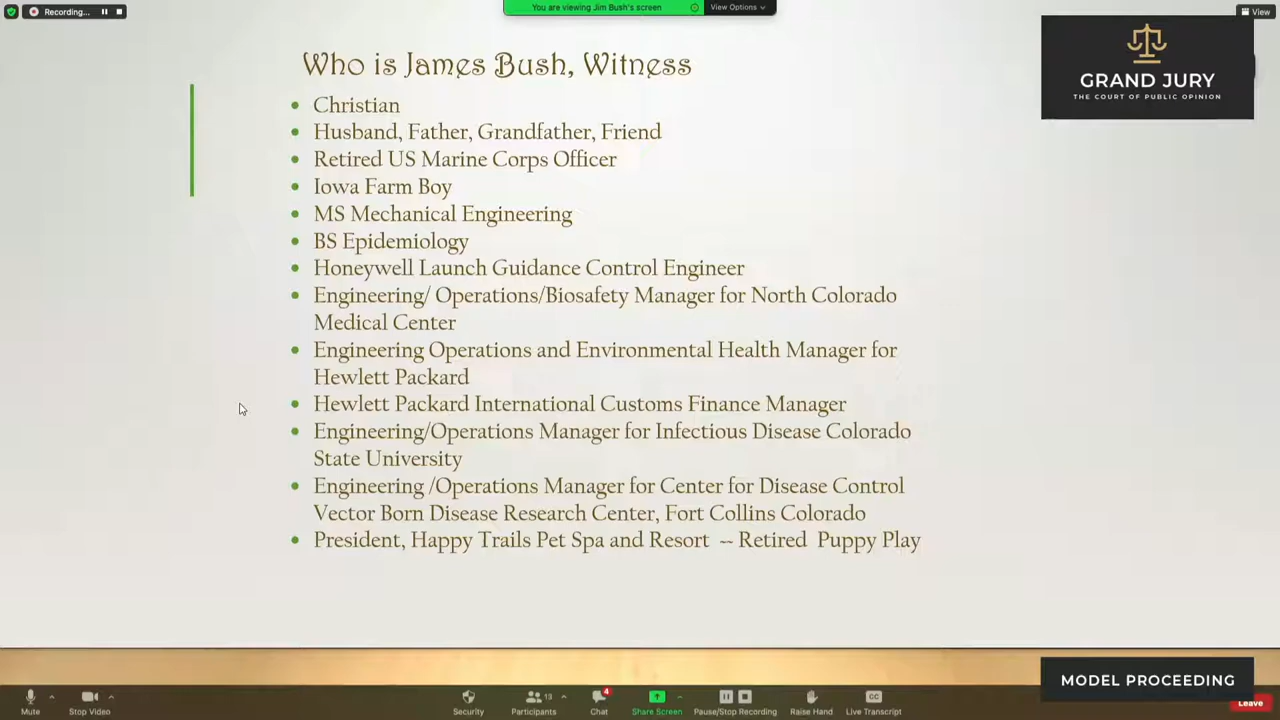 Recording...
You are viewing Jim Bush's screen
View Options
View
GRAND JURY
THE COURT OF PUBLIC OPINION
Who is James Bush, Witness
Christian
Husband, Father, Grandfather, Friend
Retired US Marine Corps Officer
Iowa Farm Boy
MS Mechanical Engineering
BS Epidemiology
Honeywell Launch Guidance Control Engineer
Engineering/ Operations/Biosafety Manager for North Colorado
Medical Center
Engineering Operations and Environmental Health Manager for
Hewlett Packard
Hewlett Packard International Customs Finance Manager
Engineering/Operations Manager for Infectious Disease Colorado
State University
Engineering /Operations Manager for Center for Disease Control
Vector Born Disease Research Center, Fort Collins Colorado
President, Happy Trails Pet Spa and Resort -- Retired Puppy Play
MODEL PROCEEDING
Mute
Stop Video
Security
13
Participants
4
Chat
Share Screen
Pause/Stop Recording
Raise Hand
CC
Live Transcript
Leave